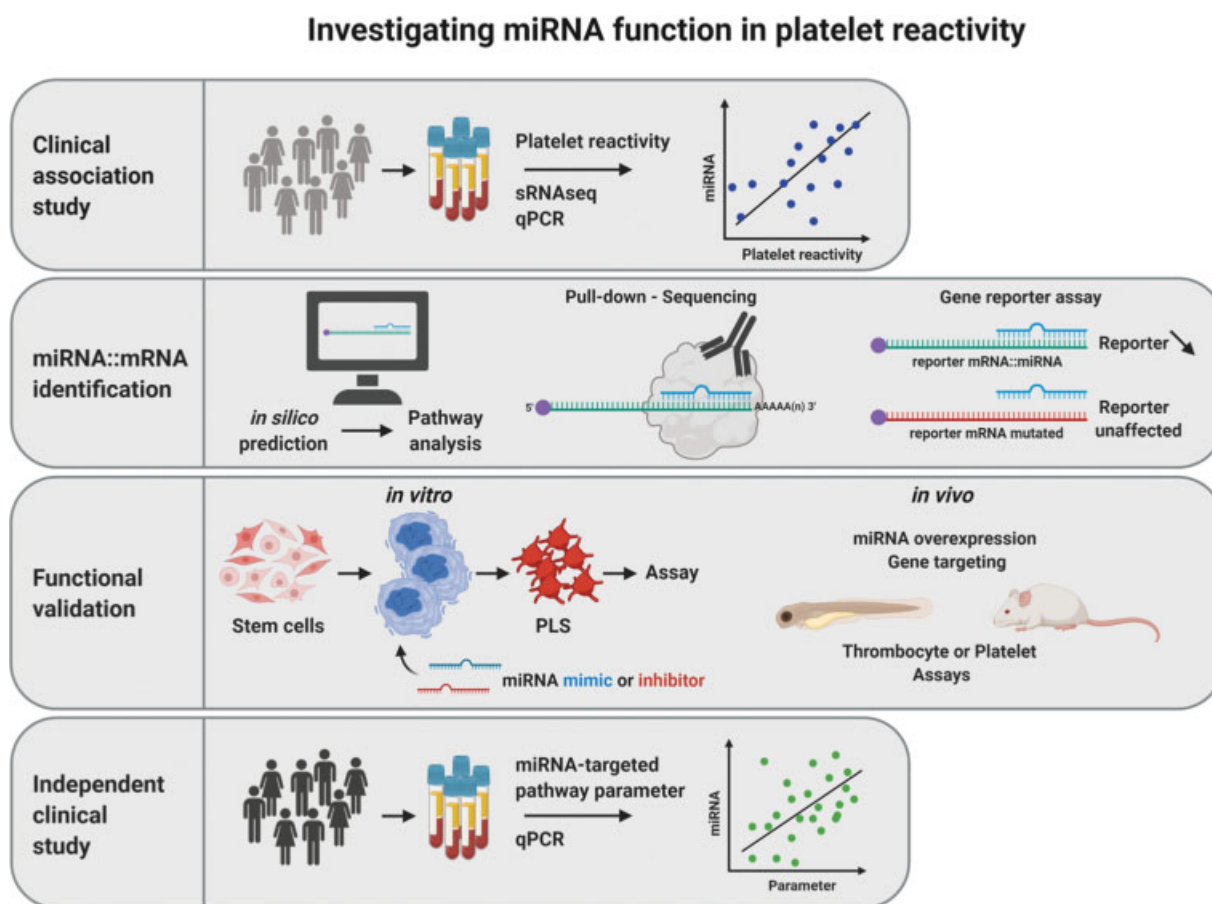 Investigating miRNA function in platelet reactivity
Clinical
association
study
Platelet reactivity
sRNAseq
qPCR
miRNA
Platelet reactivity
miRNA::mRNA
identification
in silico
prediction
Pathway
analysis
Pull-down - Sequencing
5'
AAAAA(n) 3'
Gene reporter assay
reporter mRNA::miRNA
Reporter
reporter mRNA mutated
Reporter
unaffected
Functional
validation
in vitro
Stem cells
PLS
Assay
miRNA mimic or inhibitor
in vivo
miRNA overexpression
Gene targeting
Thrombocyte or Platelet
Assays
Independent
clinical
study
miRNA-targeted
pathway parameter
qPCR
miRNA
Parameter